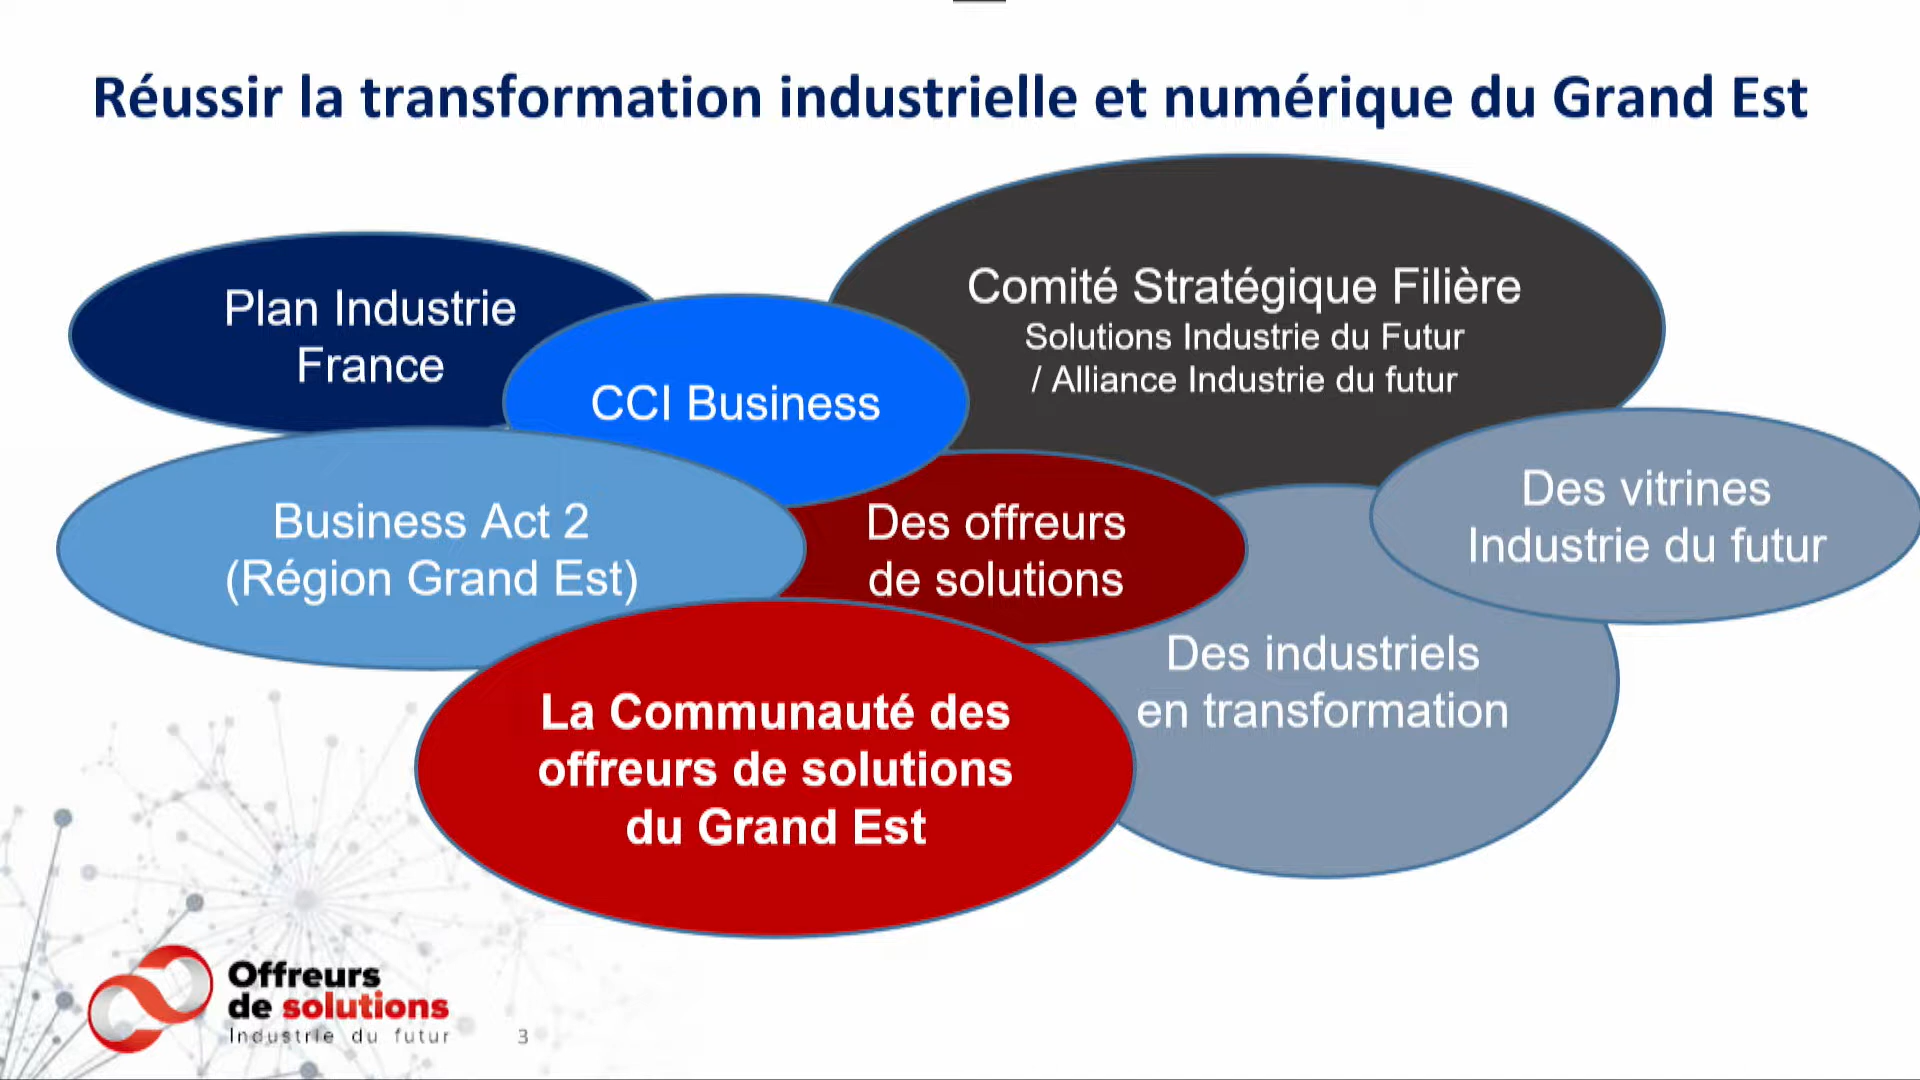 Réussir la transformation industrielle et numérique du Grand Est
Plan Industrie
France
CCI Business
Comité Stratégique Filière
Solutions Industrie du Futur
/ Alliance Industrie du futur
Business Act 2
(Région Grand Est)
Des offreurs
de solutions
Des vitrines
Industrie du futur
Des industriels
en transformation
La Communauté des
offreurs de solutions
du Grand Est
Offreurs
de solutions
Industrie du futur
3